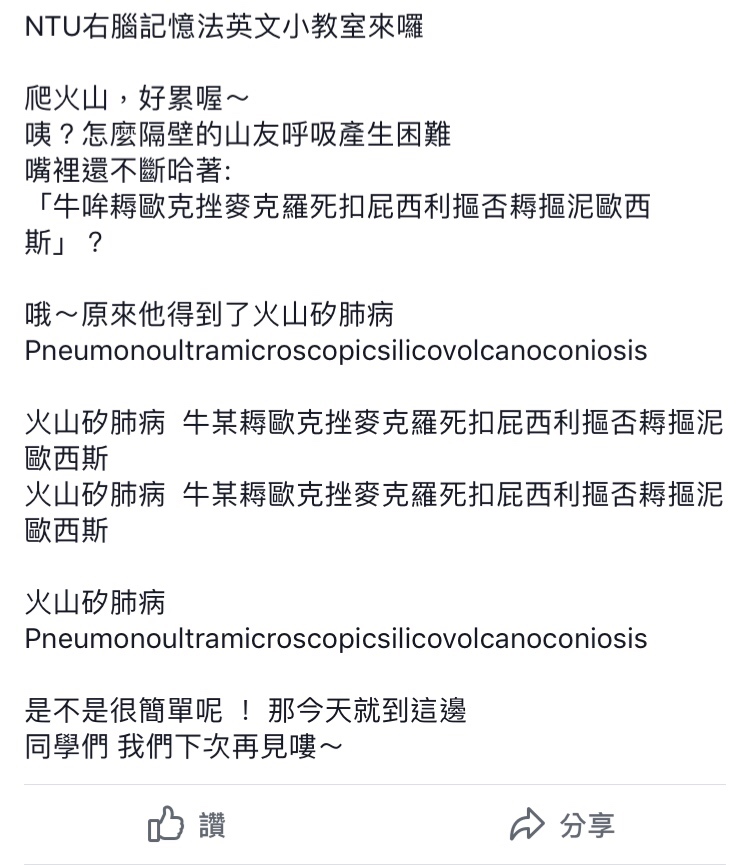 NTU右腦記憶法英文小教室來囉
爬火山，好累喔～
咦？怎麼隔壁的山友呼吸產生困難
嘴裡還不斷哈著:
「牛哞耨歐克挫麥克羅死扣屁西利摳否耨摳泥歐西
斯」？
哦～原來他得到了火山矽肺病
Pneumonoultramicroscopicsilicovolcanoconiosis
火山矽肺病 牛某耨歐克挫麥克羅死扣屁西利摳否耨摳泥
歐西斯
火山矽肺病 牛某耨歐克挫麥克羅死扣屁西利摳否耨摳泥
歐西斯
火山矽肺病
Pneumonoultramicroscopicsilicovolcanoconiosis
是不是很簡單呢 ！ 那今天就到這邊
同學們 我們下次再見嘍～
讚 分享